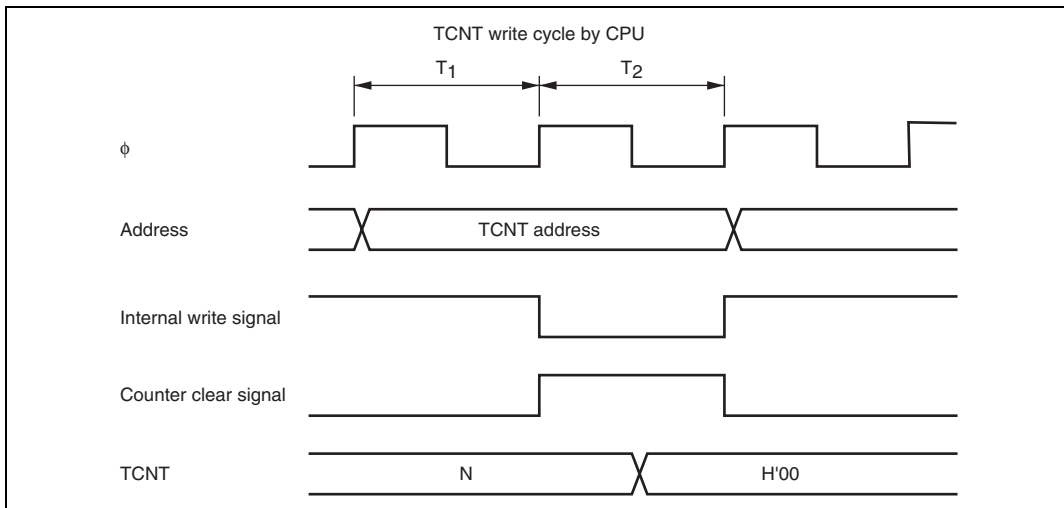 TCNT write cycle by CPU
T1 T2
ϕ
Address TCNT address
Internal write signal
Counter clear signal
TCNT N H'00